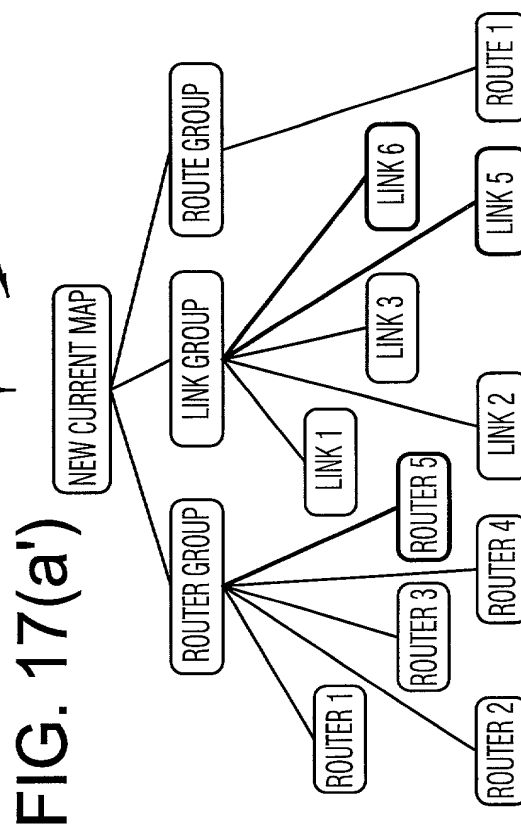 FIG. 17(a')
NEW CURRENT MAP
ROUTER GROUP
LINK GROUP
ROUTE GROUP
ROUTER 1
LINK 1
ROUTER 3
ROUTER 5
LINK 3
LINK 6
ROUTER 2
ROUTER 4
LINK 2
LINK 5
ROUTE 1